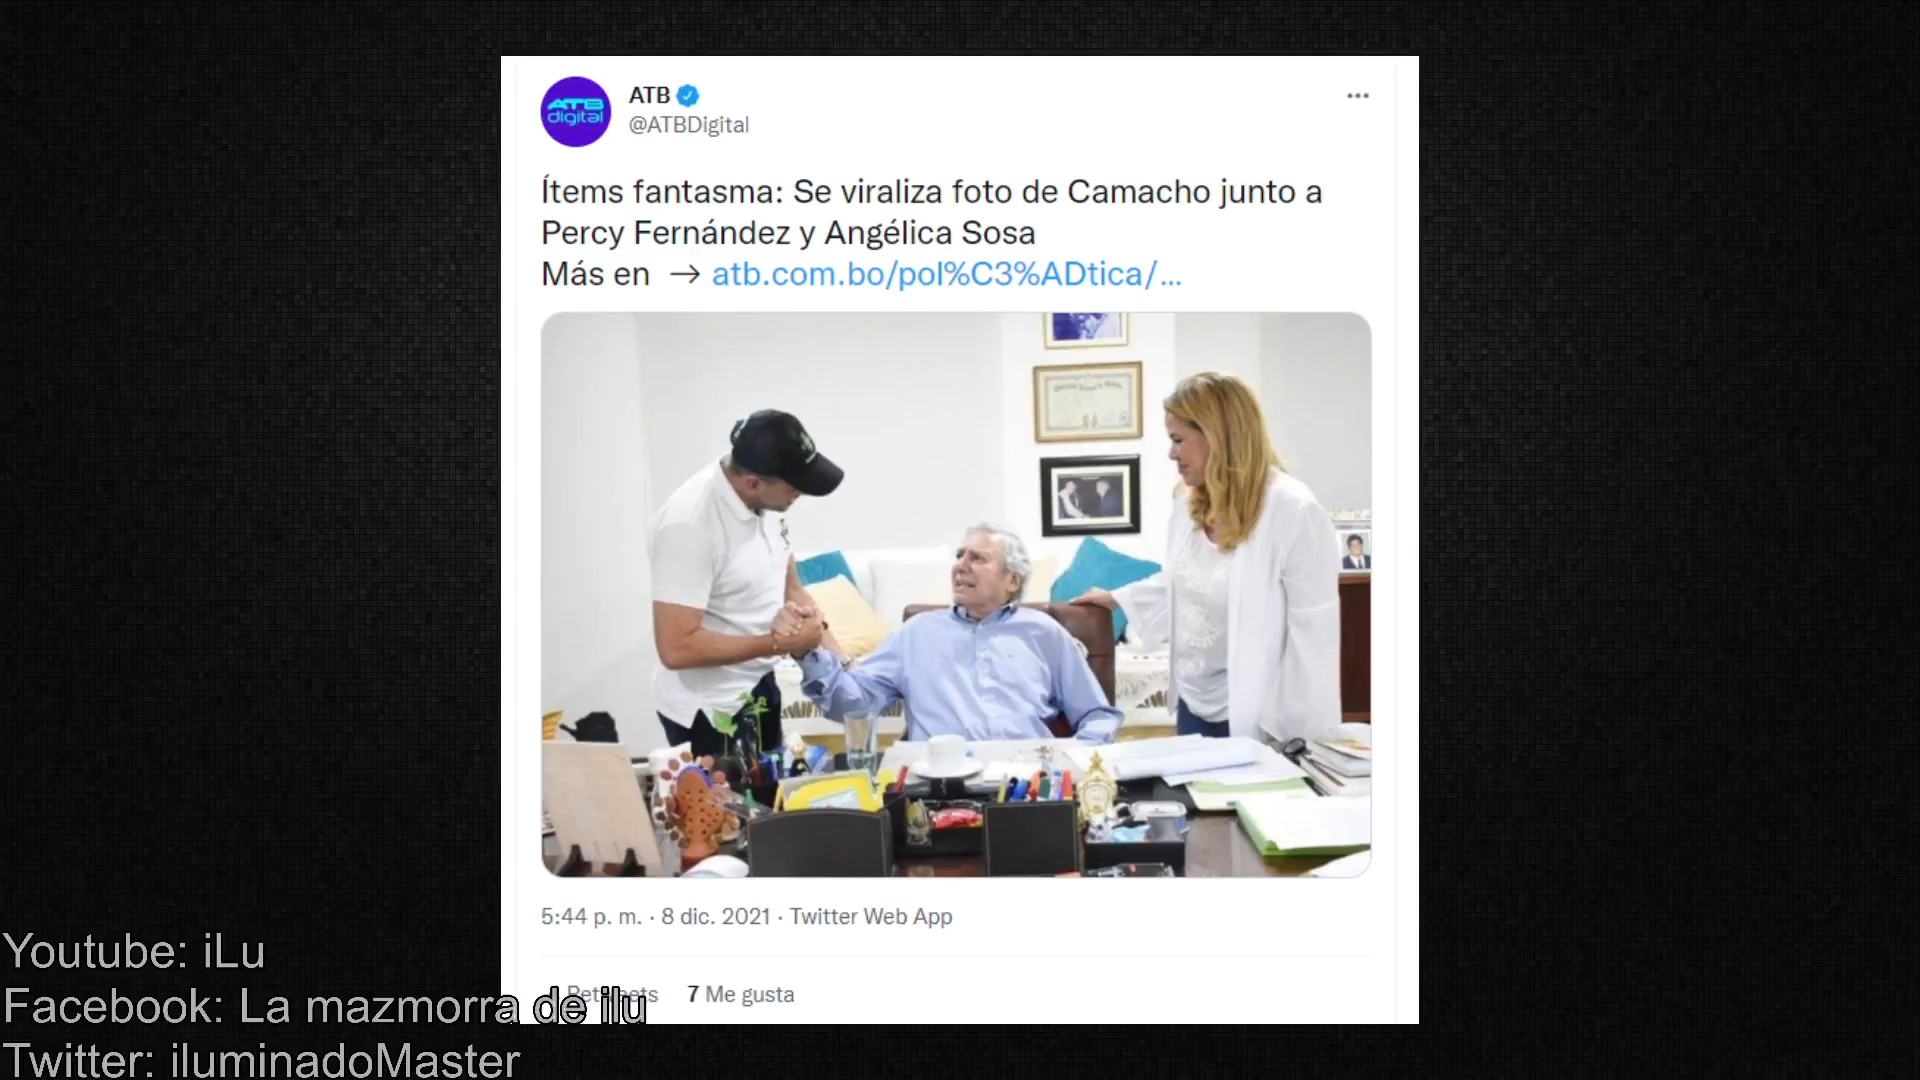 ATB
@ATBDigital
ATB
digital
Ítems fantasma: Se viraliza foto de Camacho junto a
Percy Fernández y Angélica Sosa
Más en → atb.com.bo/pol%C3%ADtica/...
5:44 p. m. · 8 dic. 2021 · Twitter Web App
Retweets 7 Me gusta
Youtube: iLu
Facebook: La mazmorra de ilu
Twitter: iluminadoMaster